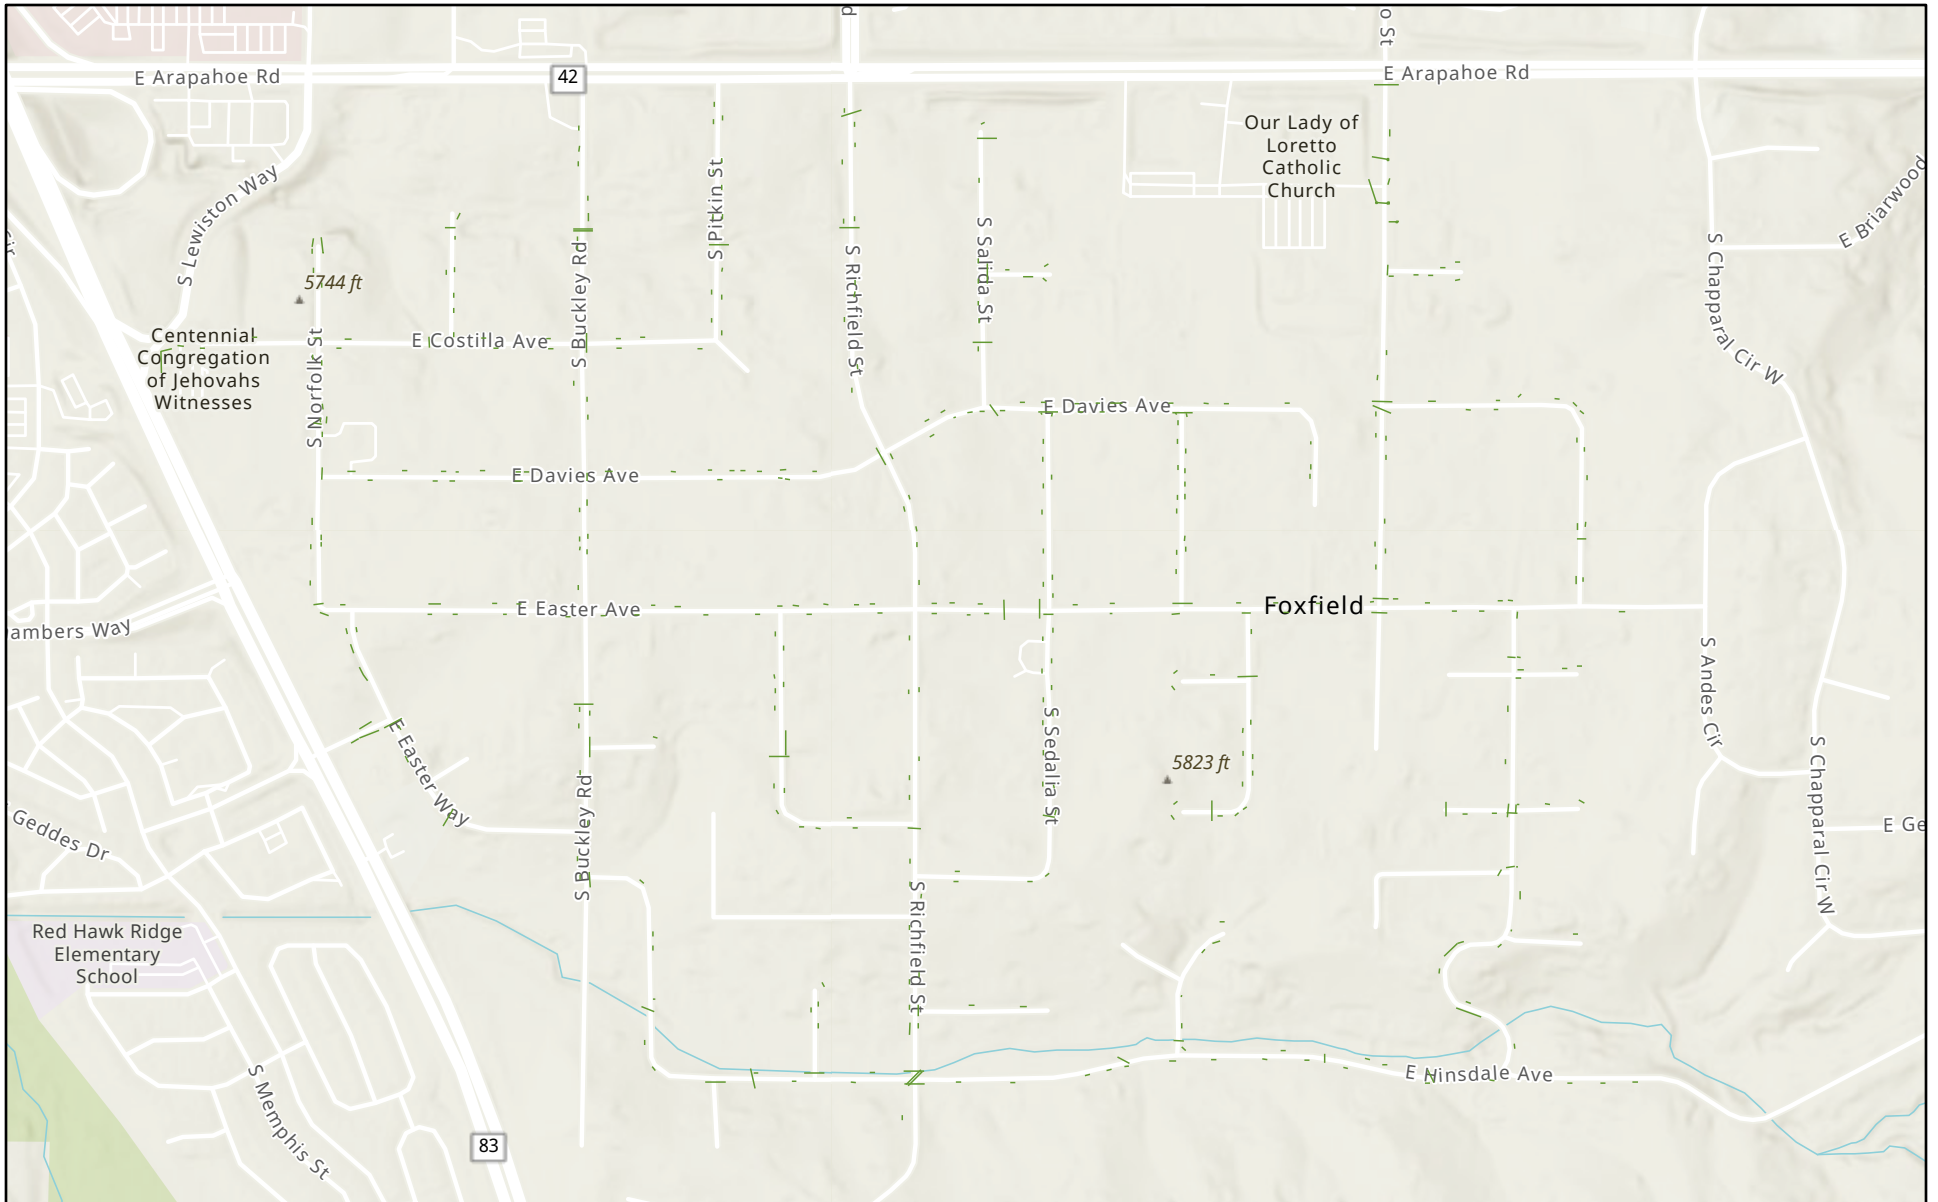 o St
E Arapahoe Rd
42
E Arapahoe Rd
Our Lady of
Loretto
Catholic
Church
S Pitkin St
S Lewiston Way
E Briarwood
S Salida St
S Buckley Rd
S Richfield St
S Chapparal Cir W
5744 ft
Centennial
Congregation
of Jehovahs
Witnesses
E Costilla Ave
S Norfolk St
E Davies Ave
E Davies Ave
E Easter Ave
Foxfield
ambers Way
S Andes Cir
S Sedalia St
E Easter Way
5823 ft
S Buckley Rd
S Chapparal Cir W
Geddes Dr
E Ge
S Richfield St
Red Hawk Ridge
Elementary
School
E Hinsdale Ave
S Memphis St
83